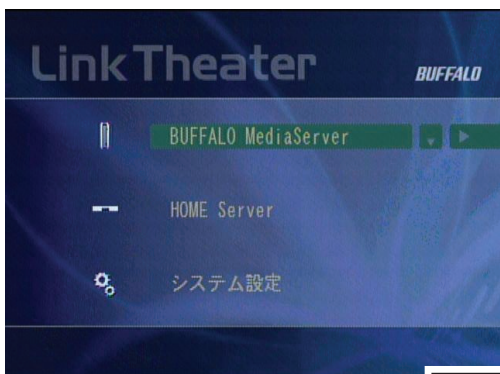 LinkTheater
BUFFALO
BUFFALO MediaServer
HOME Server
システム設定